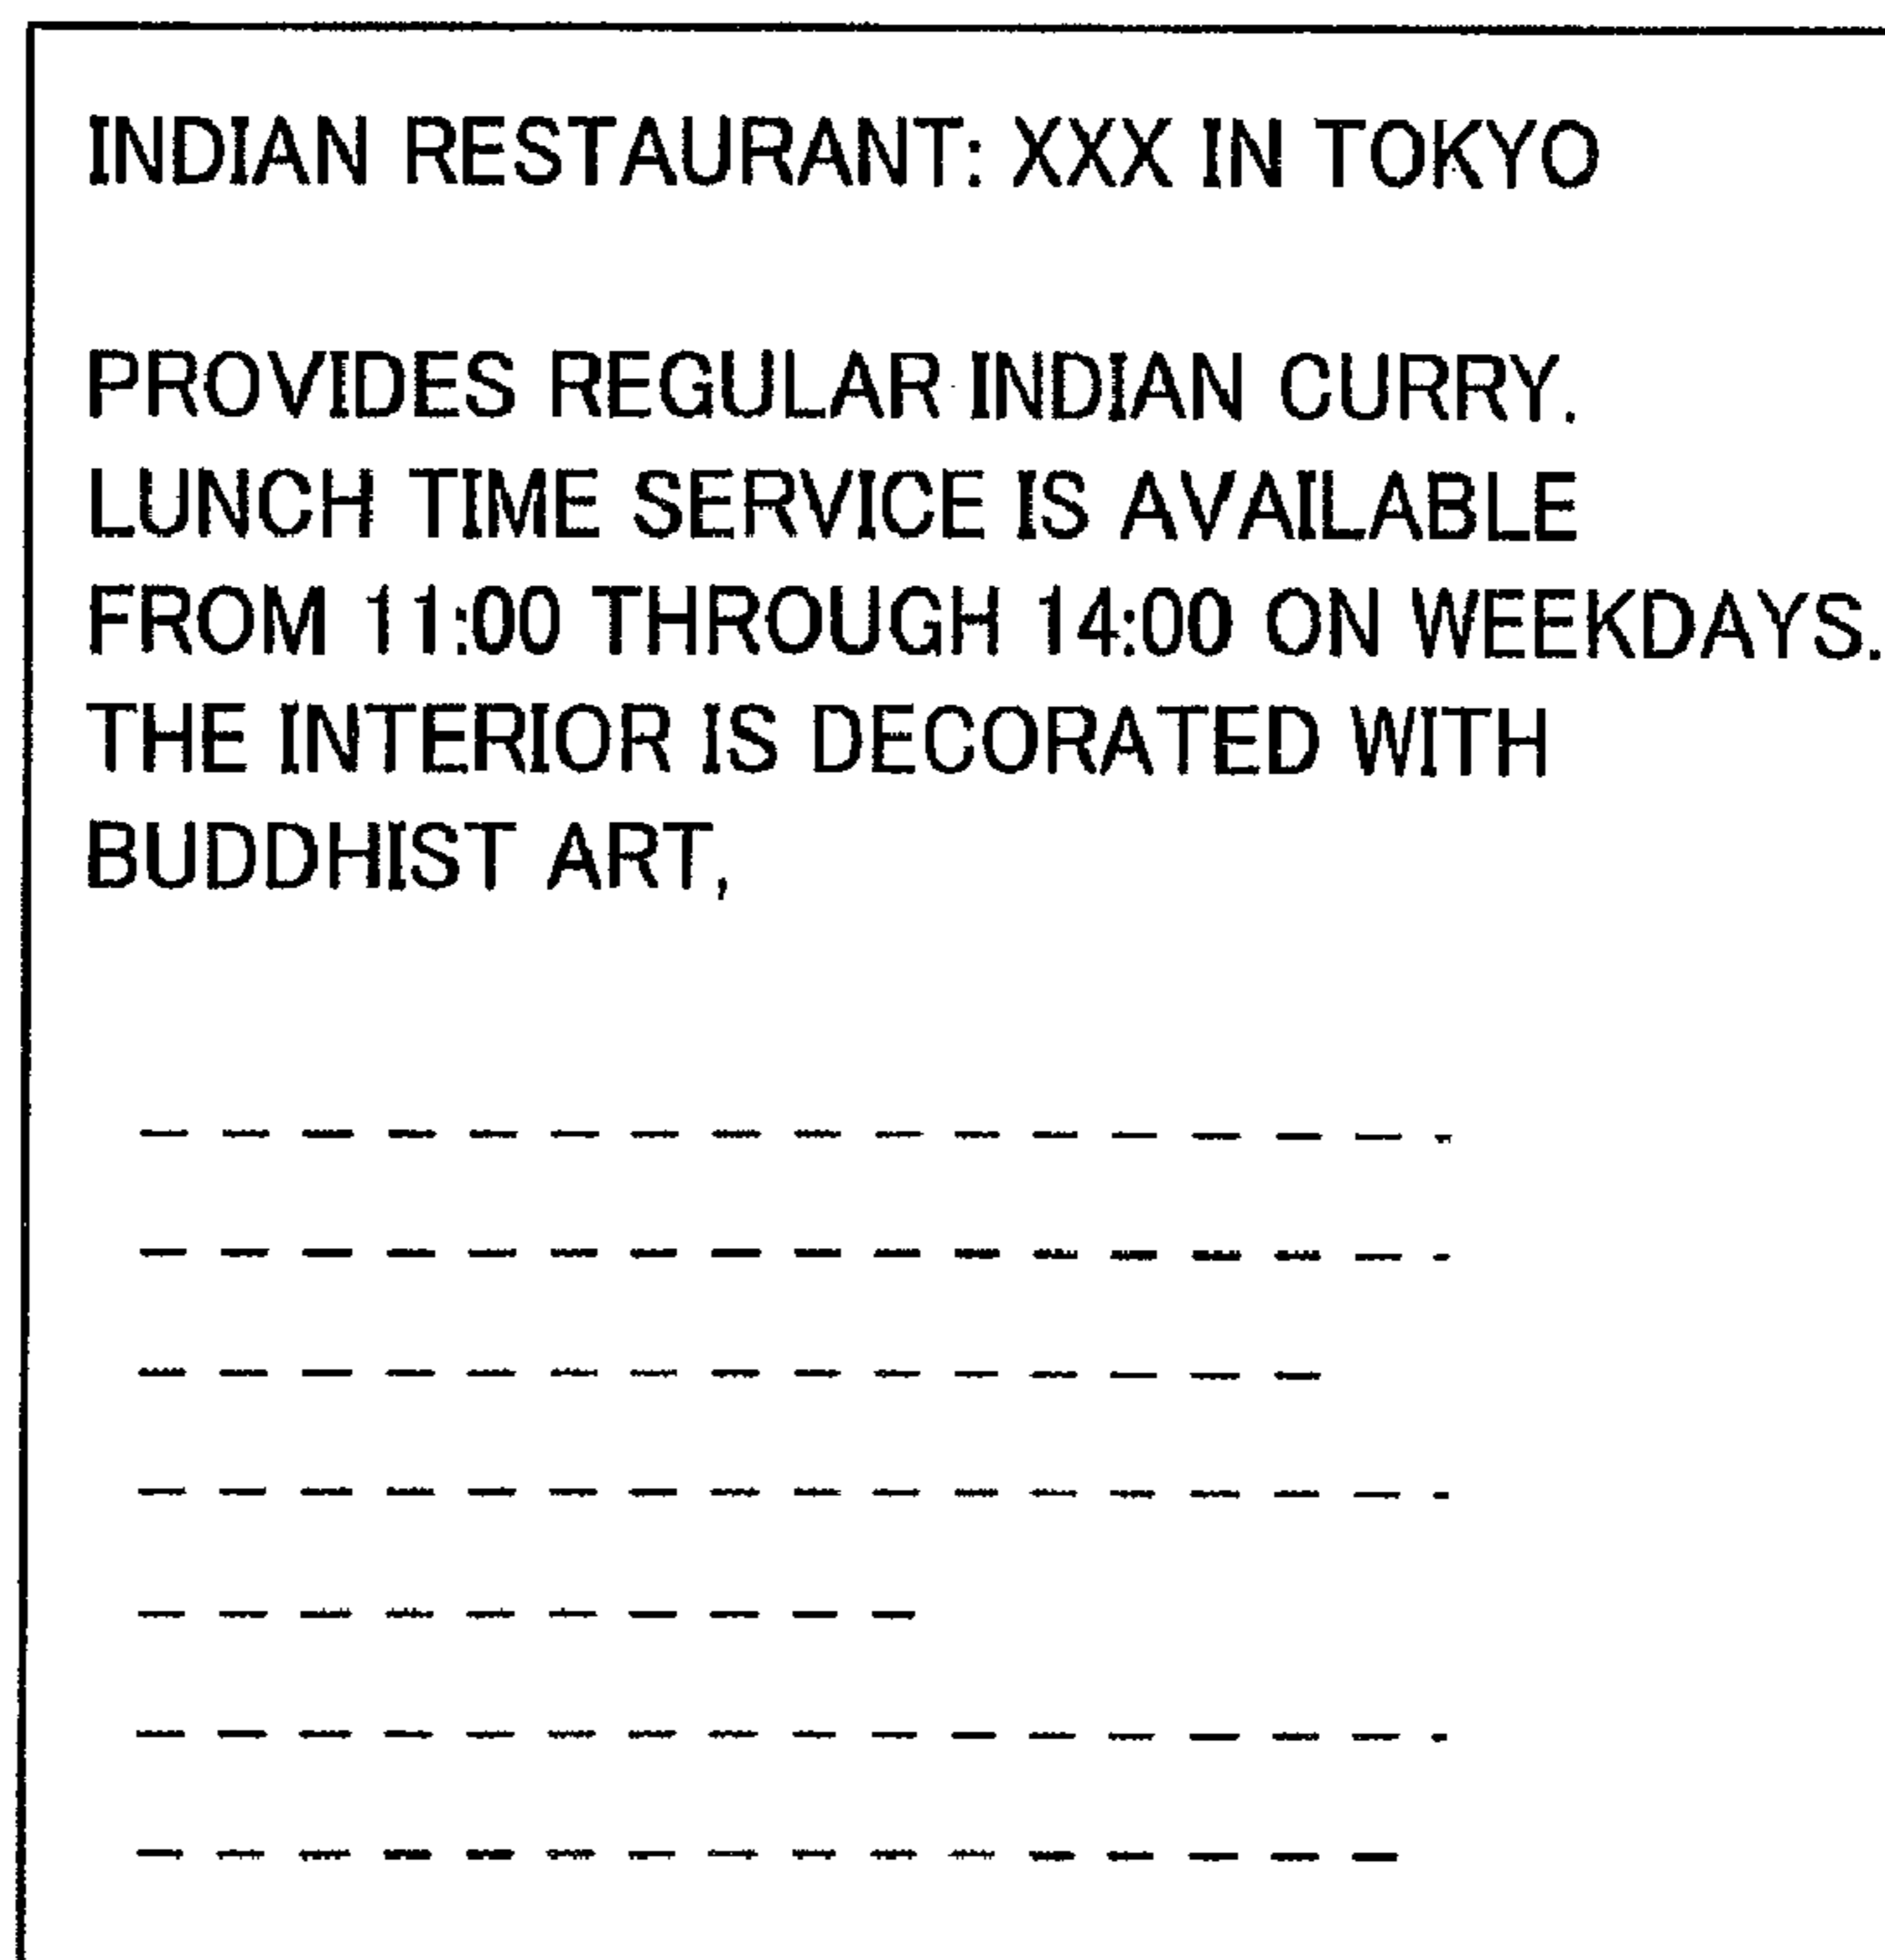 INDIAN RESTAURANT: XXX IN TOKYO
PROVIDES REGULAR INDIAN CURRY.
LUNCH TIME SERVICE IS AVAILABLE
FROM 11:00 THROUGH 14:00 ON WEEKDAYS.
THE INTERIOR IS DECORATED WITH
BUDDHIST ART,